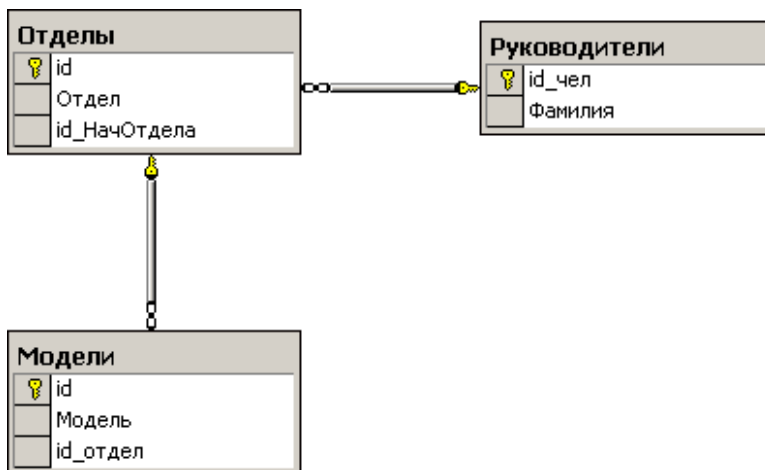 Отделы
id
Отдел
id_НачОтдела
Руководители
id_чел
Фамилия
Модели
id
Модель
id_отдел